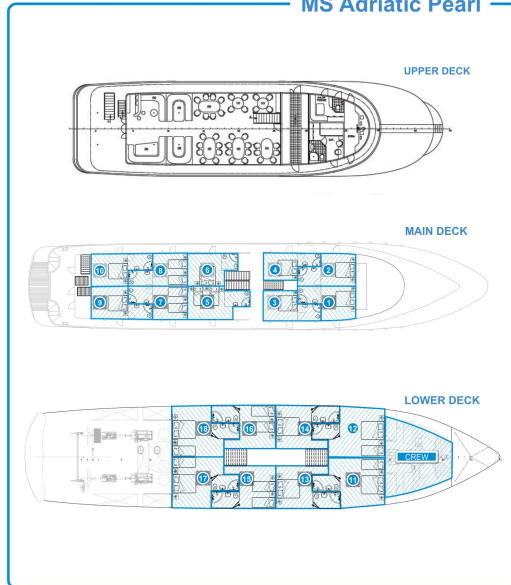 MS Adriatic Pearl
UPPER DECK
MAIN DECK
10 8 6 4 2
9 7 5 3 1
LOWER DECK
18 16 14 12
CREW
17 15 13 11